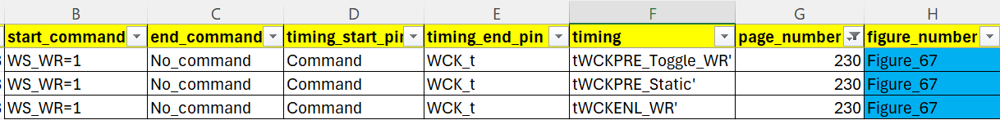 B C D E F G H
start_command end_command timing_start_pin timing_end_pin timing page_number figure_number
WS_WR=1 No_command Command WCK_t tWCKPRE_Toggle_WR' 230 Figure_67
WS_WR=1 No_command Command WCK_t tWCKPRE_Static' 230 Figure_67
WS_WR=1 No_command Command WCK_t tWCKENL_WR' 230 Figure_67